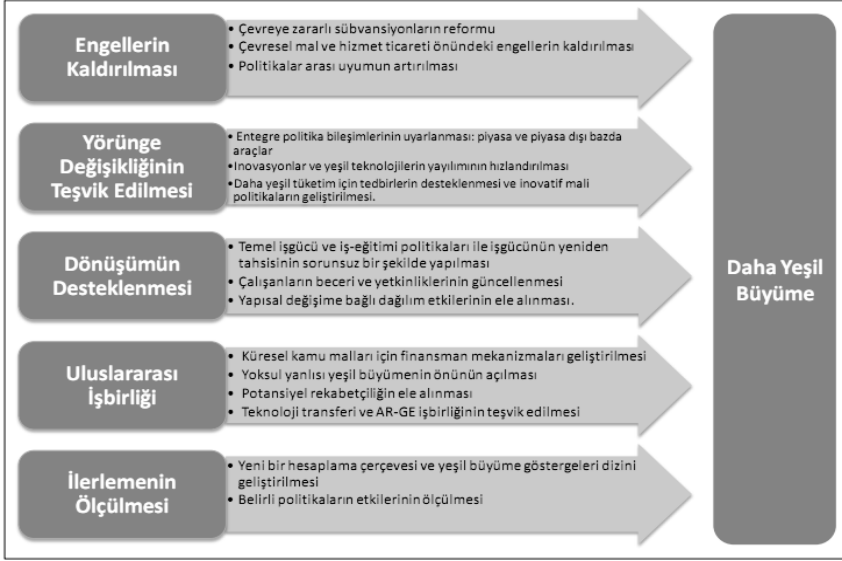 Engellerin
Kaldırılması
• Çevreye zararlı sübvansiyonların reformu
• Çevresel mal ve hizmet ticareti önündeki engellerin kaldırılması
• Politikalar arası uyumun artırılması
Yörünge
Değişikliğinin
Teşvik Edilmesi
• Entegre politika bileşimlerinin uyarlanması: piyasa ve piyasa dışı bazda
araçlar
•Inovasyonlar ve yeşil teknolojilerin yayılımının hızlandırılması
•Daha yeşil tüketim için tedbirlerin desteklenmesi ve inovatif mali
politikaların geliştirilmesi.
Dönüşümün
Desteklenmesi
• Temel işgücü ve iş-eğitimi politikaları ile işgücünün yeniden
tahsisinin sorunsuz bir şekilde yapılması
• Çalışanların beceri ve yetkinliklerinin güncellenmesi
• Yapısal değişime bağlı dağılım etkilerinin ele alınması.
Uluslararası
İşbirliği
• Küresel kamu malları için finansman mekanizmaları geliştirilmesi
• Yoksul yanlısı yeşil büyümenin önünün açılması
• Potansiyel rekabetçiliğin ele alınması
• Teknoloji transferi ve AR-GE işbirliğinin teşvik edilmesi
İlerlemenin
Ölçülmesi
• Yeni bir hesaplama çerçevesi ve yeşil büyüme göstergeleri dizini
geliştirilmesi
• Belirli politikaların etkilerinin ölçülmesi
Daha Yeşil
Büyüme